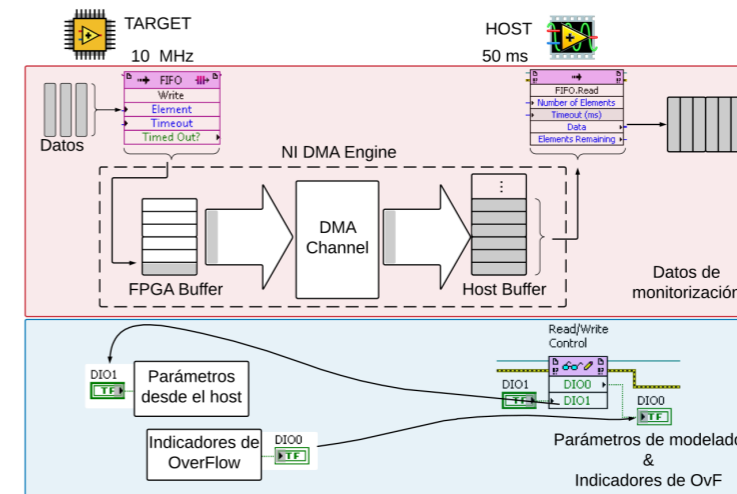 TARGET
10 MHz
HOST
50 ms
FIFO
Write
Element
Timeout
Timed Out?
Datos
FIFO.Read
Number of Elements
Timeout (ms)
Data
Elements Remaining
NI DMA Engine
DMA
Channel
FPGA Buffer
Host Buffer
Datos de
monitorización
Read/Write
Control
DIO0
DIO1
DIO1
TF
Parámetros
desde el host
DIO1
TF
DIO0
TF
Indicadores de
OverFlow
DIO0
TF
Parámetros de modelado
&
Indicadores de OvF